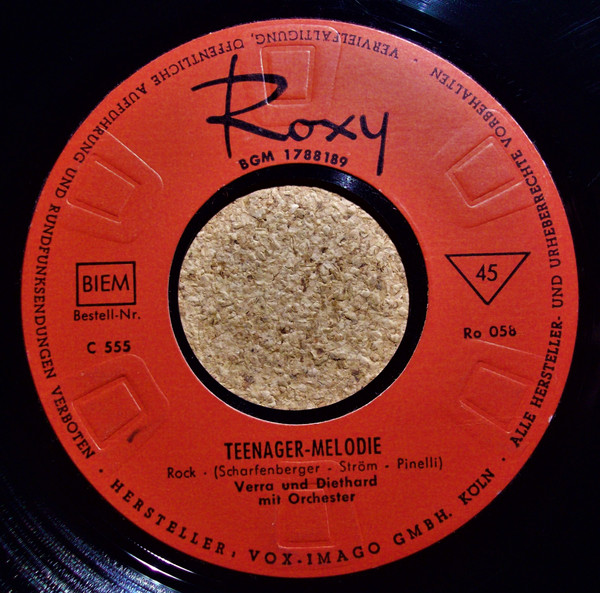 Roxy
BGM 1788189
BIEM
Bestell-Nr.
C 555
45
Ro 058
TEENAGER-MELODIE
Rock - (Scharfenberger - Ström - Pinelli)
Verra und Diethard
mit Orchester
HERSTELLER: VOX-IMAGO GMBH. KÖLN · ALLE HERSTELLER- UND URHEBERRECHTE VORBEHALTEN · VERVIELFÄLTIGUNG, ÖFFENTLICHE AUFFÜHRUNG UND RUNDFUNKSENDUNGEN VERBOTEN ·